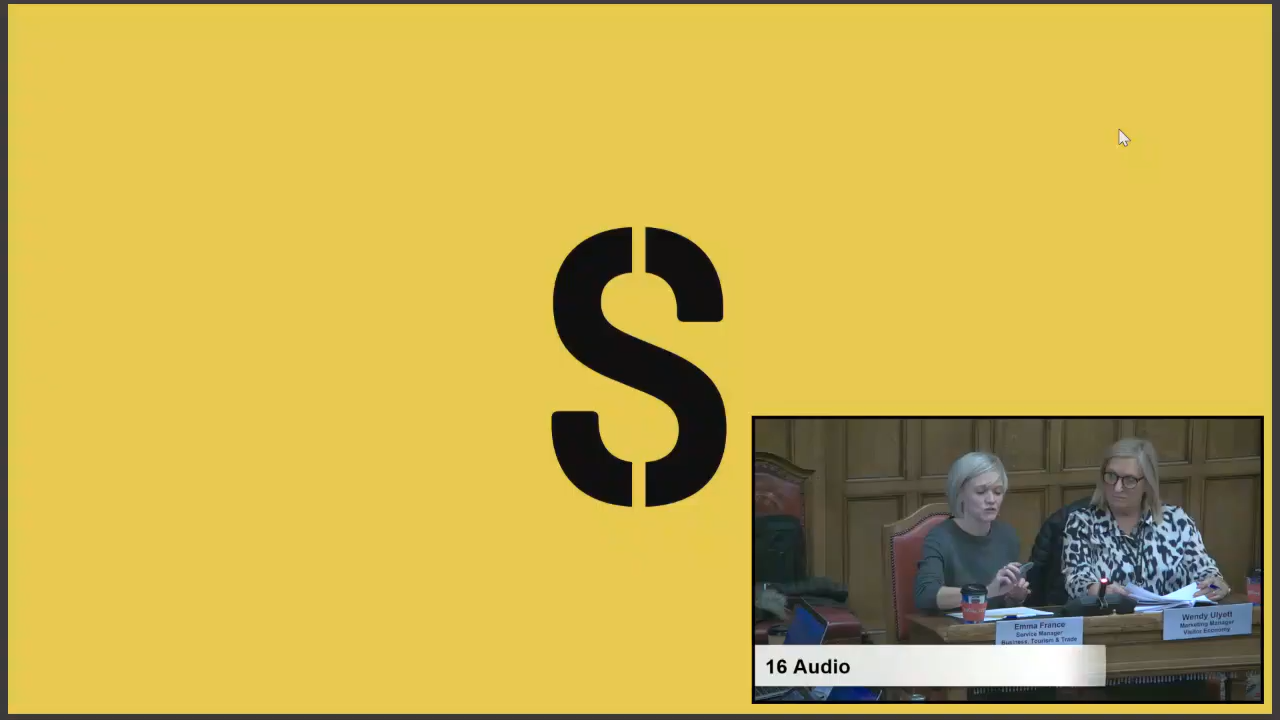 S
Emma France
Service Manager
Business, Tourism & Trade
Wendy Ulyett
Marketing Manager
Visitor Economy
16 Audio